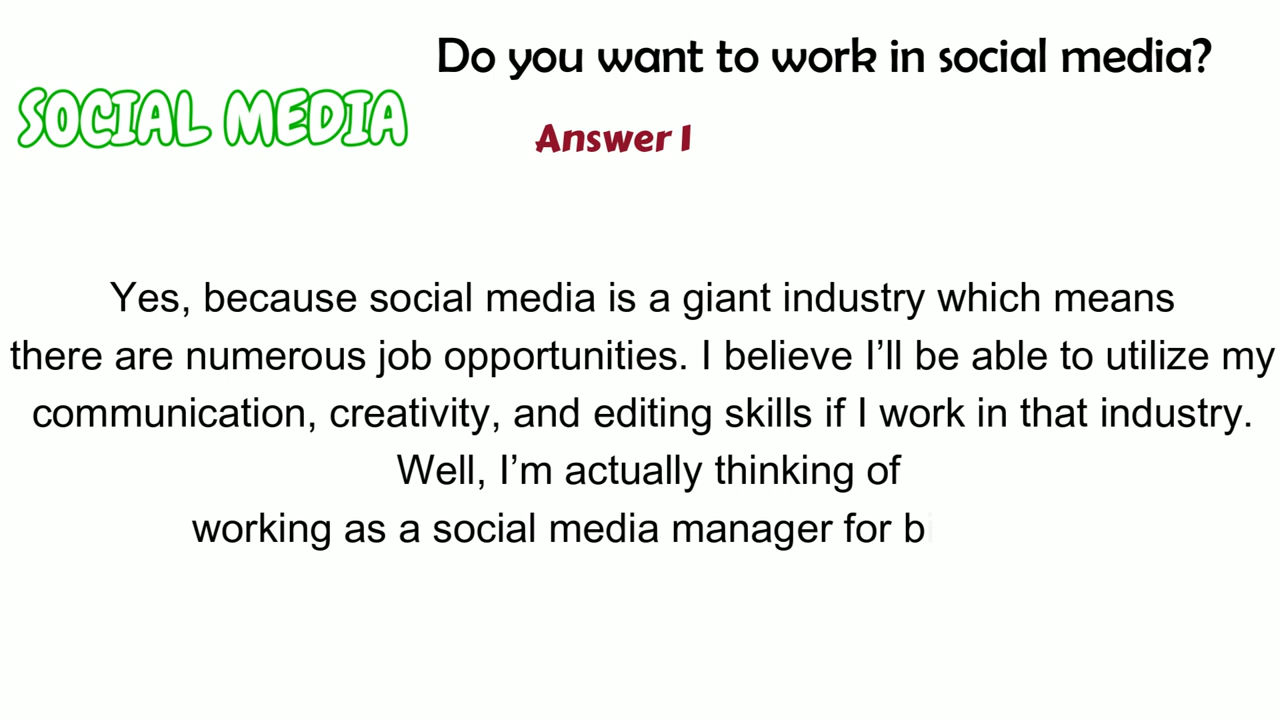 Do you want to work in social media?
SOCIAL MEDIA
Answer 1
Yes, because social media is a giant industry which means
there are numerous job opportunities. I believe I’ll be able to utilize my
communication, creativity, and editing skills if I work in that industry.
Well, I’m actually thinking of
working as a social media manager for b